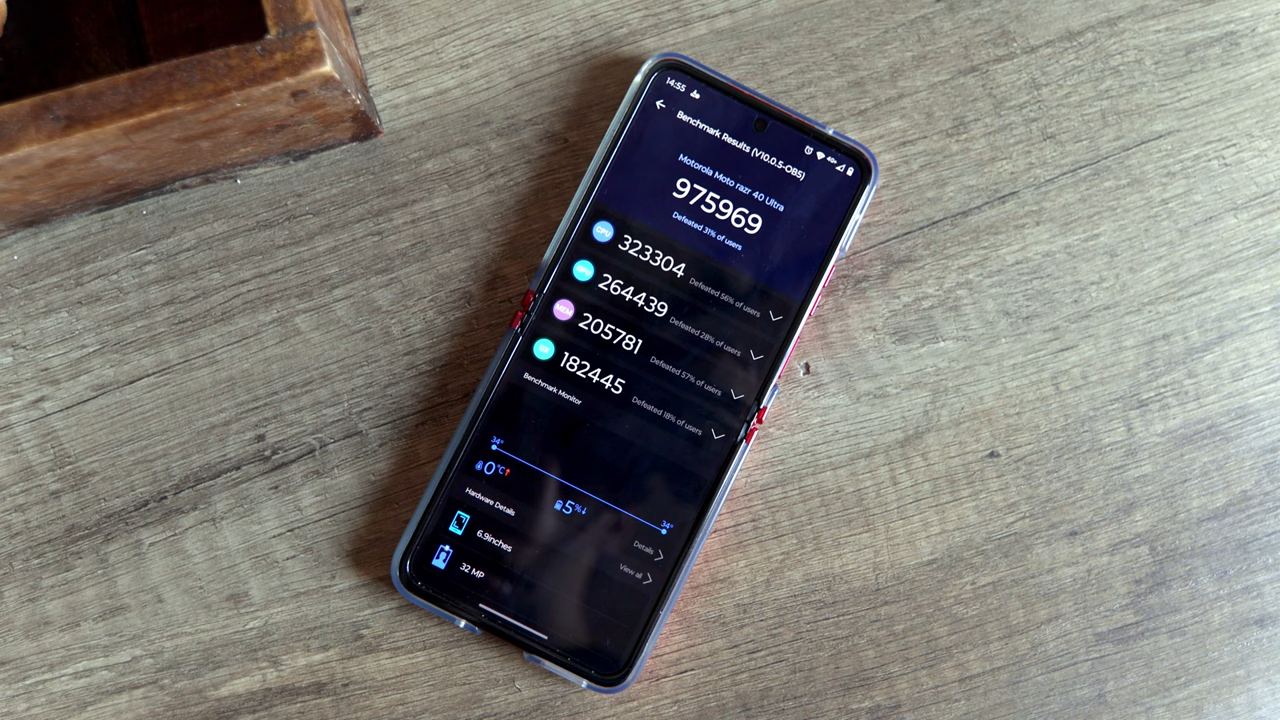 14:55
4G+
Benchmark Results (V10.0.5-OB5)
Motorola Moto razr 40 Ultra
975969
Defeated 31% of users
CPU 323304 Defeated 56% of users
GPU 264439 Defeated 28% of users
MEM 205781 Defeated 57% of users
UX 182445 Defeated 18% of users
Benchmark Monitor
34° 34°
0°C↑ 5%↓
Details
Hardware Details
View all
6.9inches
32 MP